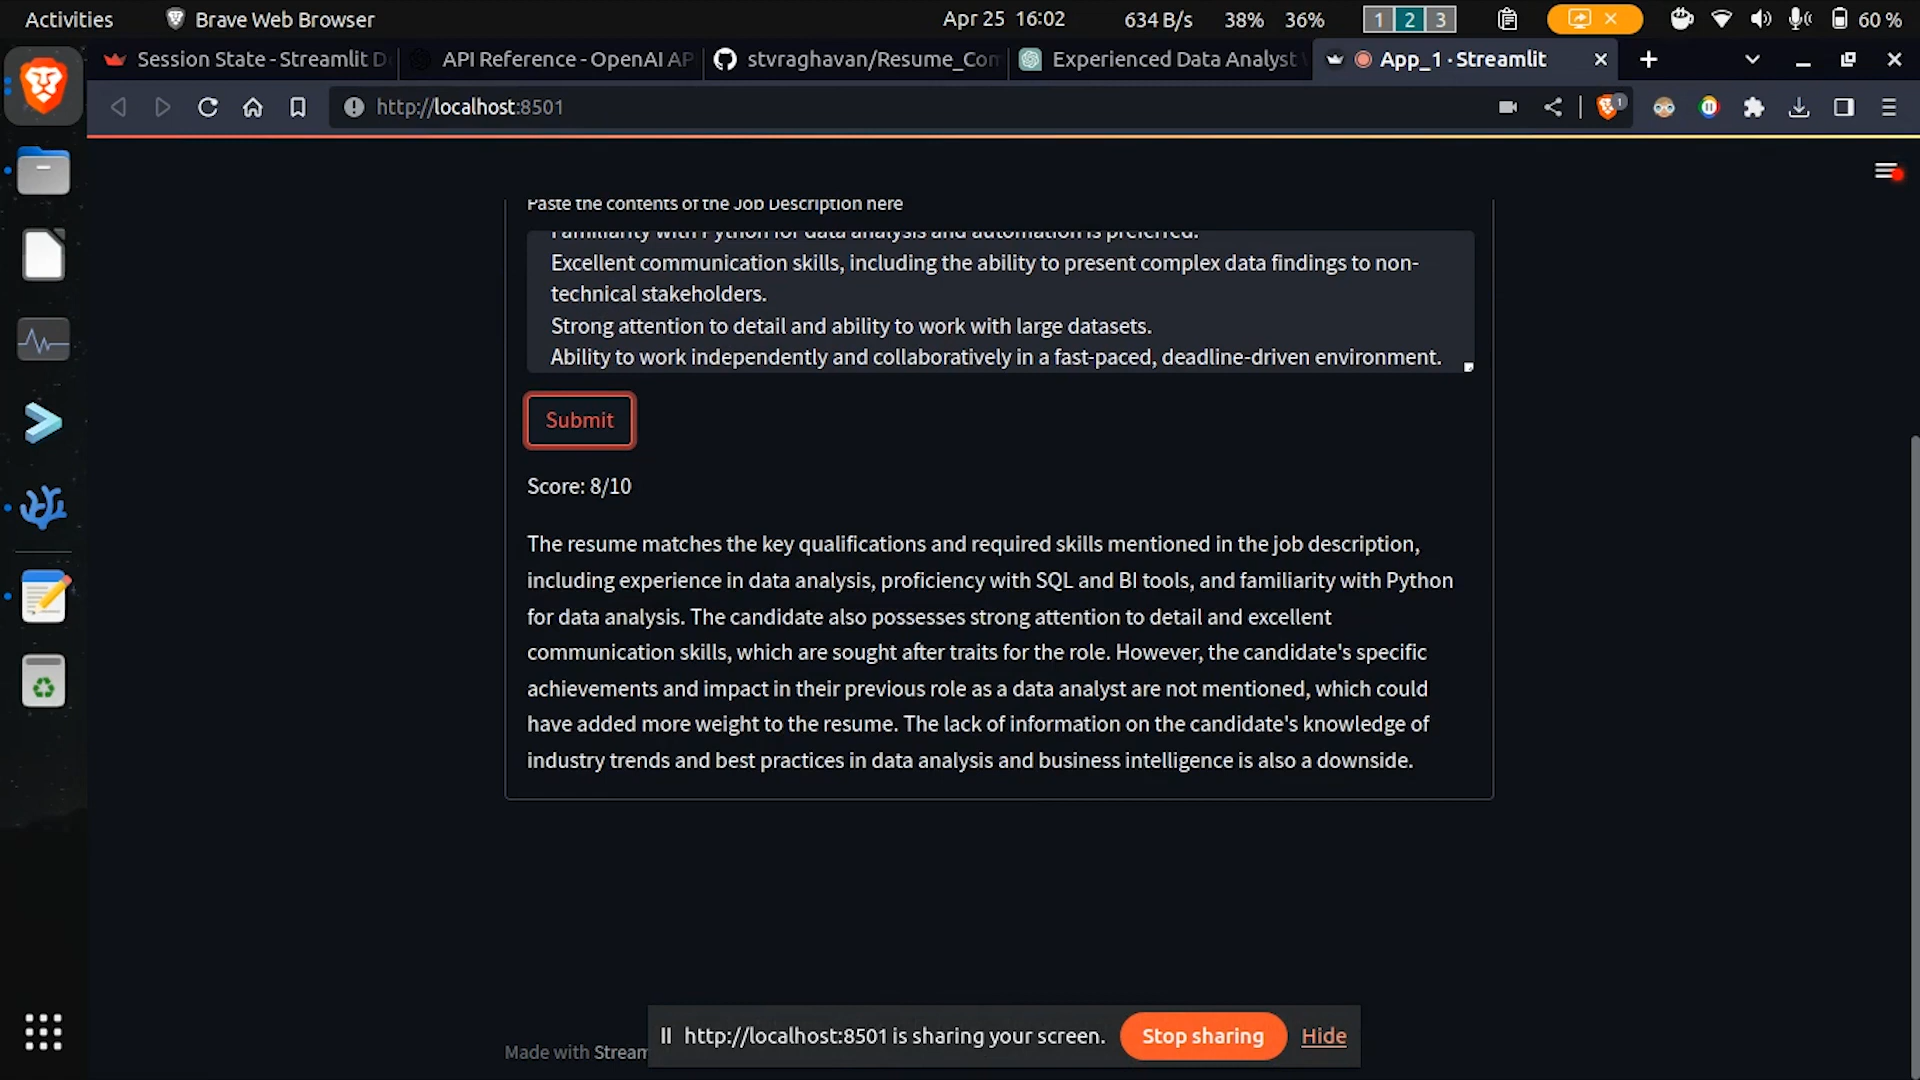 Activities Brave Web Browser Apr 25 16:02 634 B/s 38% 36% 1 2 3 60 %
Session State - Streamlit D API Reference - OpenAI AP stvraghavan/Resume_Com Experienced Data Analyst App_1 · Streamlit
http://localhost:8501
Paste the contents of the Job Description here
Familiarity with Python for data analysis and automation is preferred.
Excellent communication skills, including the ability to present complex data findings to non-
technical stakeholders.
Strong attention to detail and ability to work with large datasets.
Ability to work independently and collaboratively in a fast-paced, deadline-driven environment.
Submit
Score: 8/10
The resume matches the key qualifications and required skills mentioned in the job description,
including experience in data analysis, proficiency with SQL and BI tools, and familiarity with Python
for data analysis. The candidate also possesses strong attention to detail and excellent
communication skills, which are sought after traits for the role. However, the candidate's specific
achievements and impact in their previous role as a data analyst are not mentioned, which could
have added more weight to the resume. The lack of information on the candidate's knowledge of
industry trends and best practices in data analysis and business intelligence is also a downside.
http://localhost:8501 is sharing your screen. Stop sharing Hide
Made with Stream